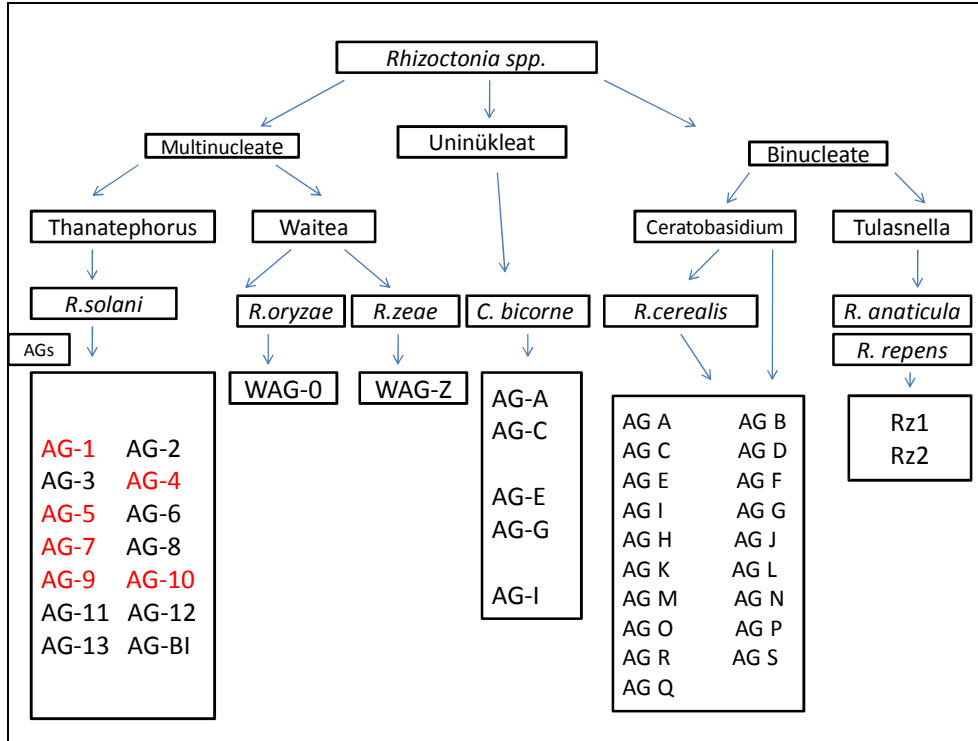 Rhizoctonia spp.
Multinucleate
Uninükleat
Binucleate
Thanatephorus
Waitea
Ceratobasidium
Tulasnella
R.solani
R.oryzae
R.zeae
C. bicorne
R.cerealis
R. anaticula
R. repens
AGs
AG-1 AG-2
AG-3 AG-4
AG-5 AG-6
AG-7 AG-8
AG-9 AG-10
AG-11 AG-12
AG-13 AG-BI
WAG-0
WAG-Z
AG-A
AG-C
AG-E
AG-G
AG-I
AG A AG B
AG C AG D
AG E AG F
AG I AG G
AG H AG J
AG K AG L
AG M AG N
AG O AG P
AG R AG S
AG Q
Rz1
Rz2